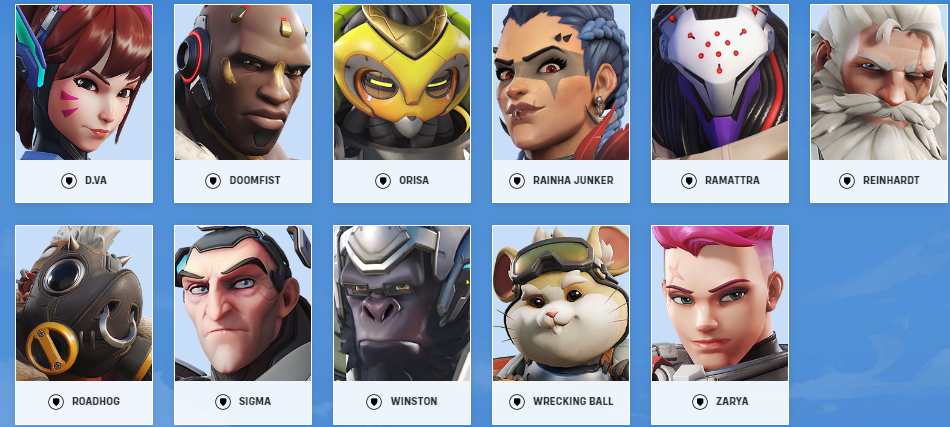 D.VA
DOOMFIST
ORISA
RAINHA JUNKER
RAMATTRA
REINHARDT
ROADHOG
SIGMA
WINSTON
WRECKING BALL
ZARYA